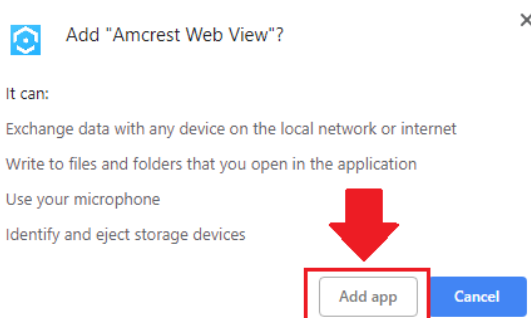 Add "Amcrest Web View"?
It can:
Exchange data with any device on the local network or internet
Write to files and folders that you open in the application
Use your microphone
Identify and eject storage devices
Add app
Cancel